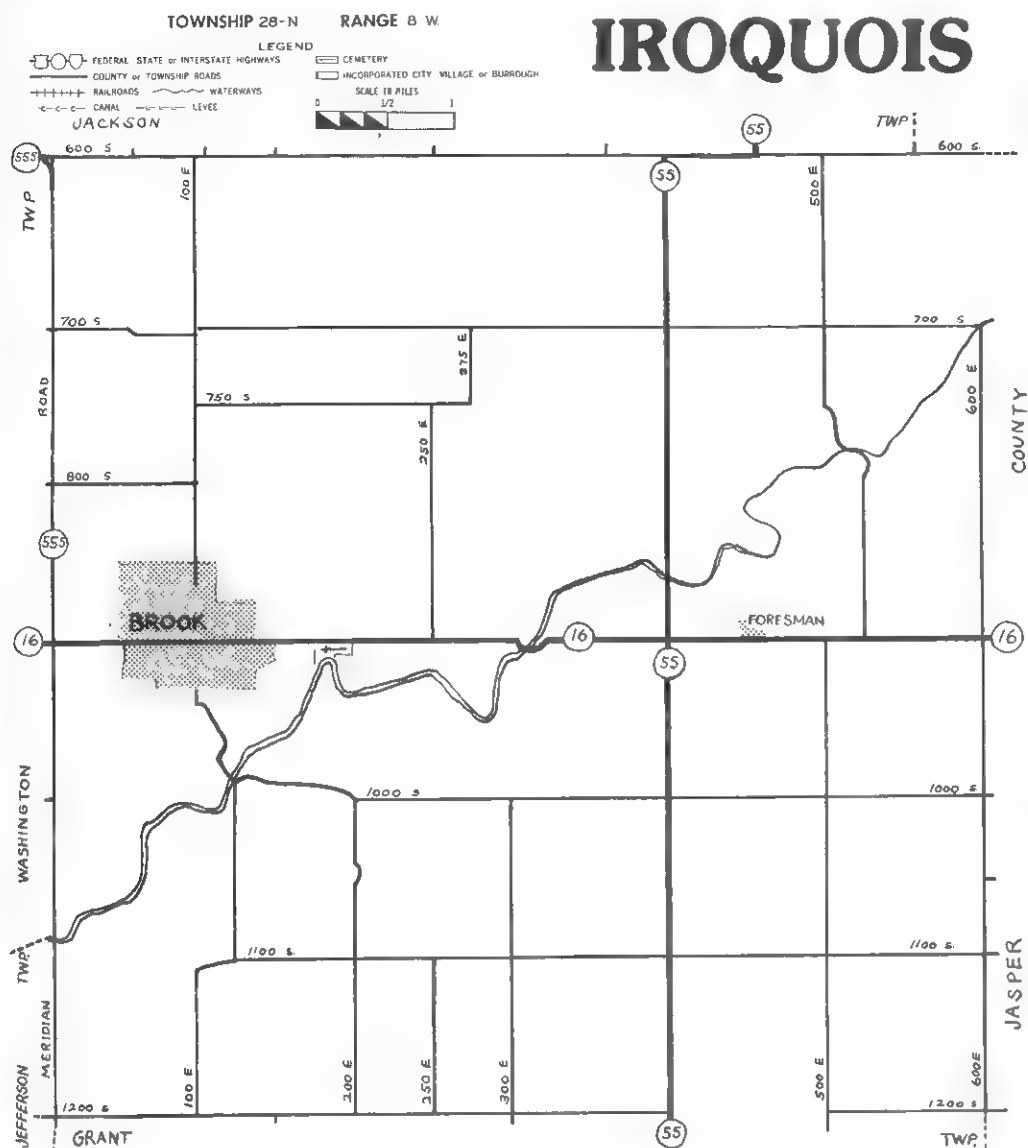 TOWNSHIP 28-N RANGE 8 W
IROQUOIS
LEGEND
FEDERAL STATE or INTERSTATE HIGHWAYS
COUNTY or TOWNSHIP ROADS
RAILROADS WATERWAYS
CANAL LEVEE
CEMETERY
INCORPORATED CITY VILLAGE or BURROUGH
SCALE IN MILES
0 1/2 1
JACKSON
TWP
55
555
600 S
600 S.
TWP
100 E
55
500 E
700 S
700 S
275 E
600 E
ROAD
750 S
250 E
COUNTY
800 S
555
BROOK
FORESMAN
16
16
16
55
WASHINGTON
1000 S
1000 S
TWP.
1100 S
1100 S
MERIDIAN
JASPER
100 E
200 E
250 E
300 E
500 E
600E
JEFFERSON
1200 S
1200 S
GRANT
55
TWP.